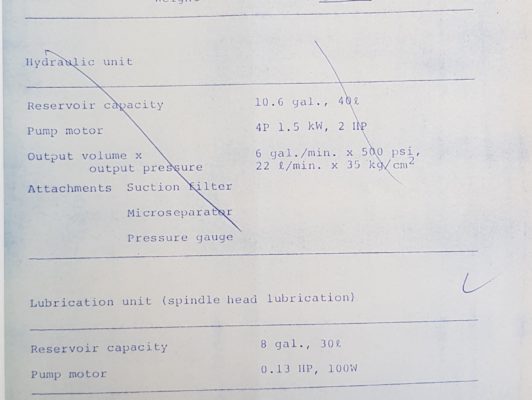 Hydraulic unit
Reservoir capacity 10.6 gal., 40ℓ
Pump motor 4P 1.5 kW, 2 HP
Output volume x 6 gal./min. x 500 psi,
output pressure 22 ℓ/min. x 35 kg/cm²
Attachments Suction filter
Microseparator
Pressure gauge
Lubrication unit (spindle head lubrication)
Reservoir capacity 8 gal., 30ℓ
Pump motor 0.13 HP, 100W